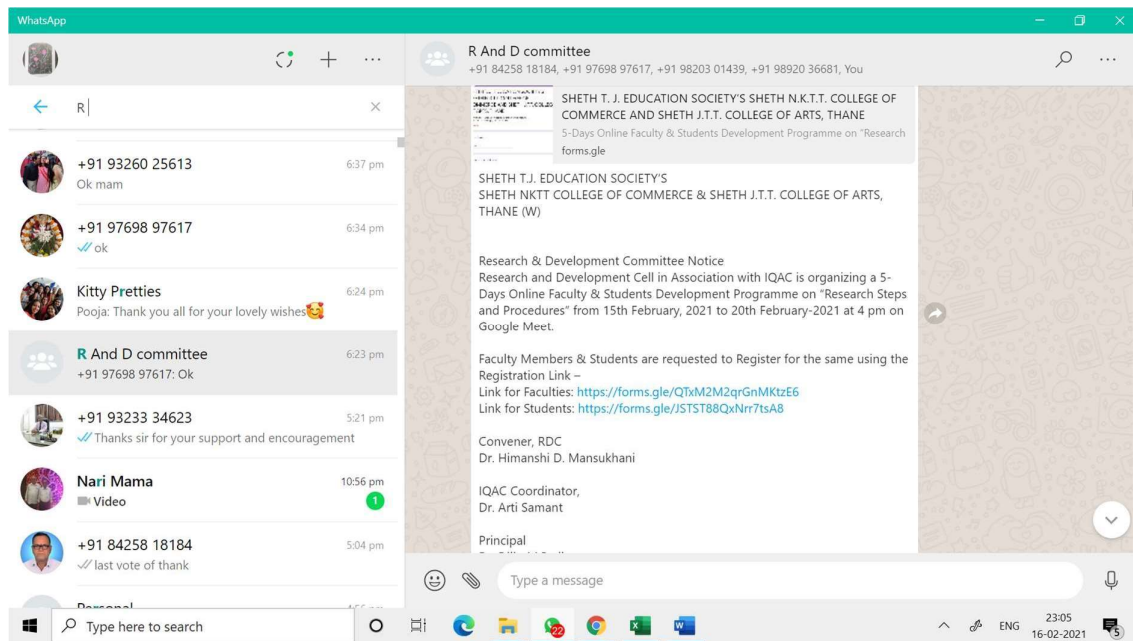 WhatsApp
R
+91 93260 25613
6:37 pm
Ok mam
+91 97698 97617
6:34 pm
ok
Kitty Pretties
6:24 pm
Pooja: Thank you all for your lovely wishes🥰
R And D committee
6:23 pm
+91 97698 97617: Ok
+91 93233 34623
5:21 pm
Thanks sir for your support and encouragement
Nari Mama
10:56 pm
Video
1
+91 84258 18184
5:04 pm
last vote of thank
R And D committee
+91 84258 18184, +91 97698 97617, +91 98203 01439, +91 98920 36681, You
SHETH T. J. EDUCATION SOCIETY'S SHETH N.K.T.T. COLLEGE OF
COMMERCE AND SHETH J.T.T. COLLEGE OF ARTS, THANE
5-Days Online Faculty & Students Development Programme on "Research
forms.gle
SHETH T.J. EDUCATION SOCIETY'S
SHETH NKTT COLLEGE OF COMMERCE & SHETH J.T.T. COLLEGE OF ARTS,
THANE (W)
Research & Development Committee Notice
Research and Development Cell in Association with IQAC is organizing a 5-
Days Online Faculty & Students Development Programme on "Research Steps
and Procedures" from 15th February, 2021 to 20th February-2021 at 4 pm on
Google Meet.
Faculty Members & Students are requested to Register for the same using the
Registration Link –
Link for Faculties: https://forms.gle/QTxM2M2qrGnMKtzE6
Link for Students: https://forms.gle/JSTST88QxNrr7tsA8
Convener, RDC
Dr. Himanshi D. Mansukhani
IQAC Coordinator,
Dr. Arti Samant
Principal
Type a message
Type here to search
22
ENG
23:05
16-02-2021
5